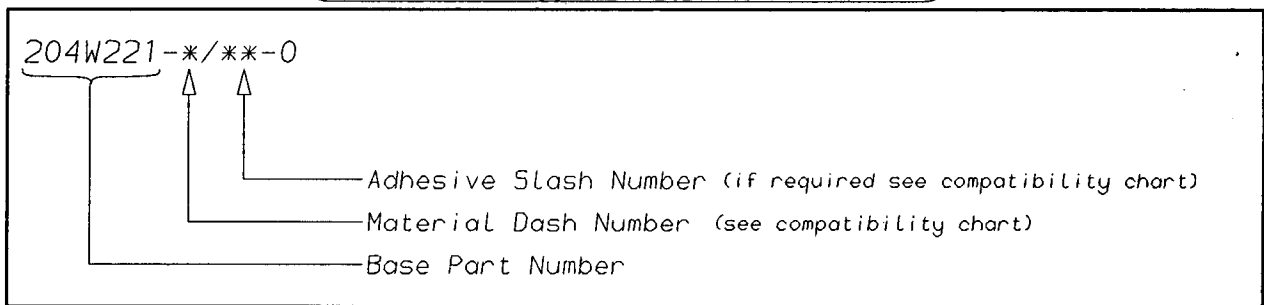 204W221-*/**-0
Adhesive Slash Number (if required see compatibility chart)
Material Dash Number (see compatibility chart)
Base Part Number